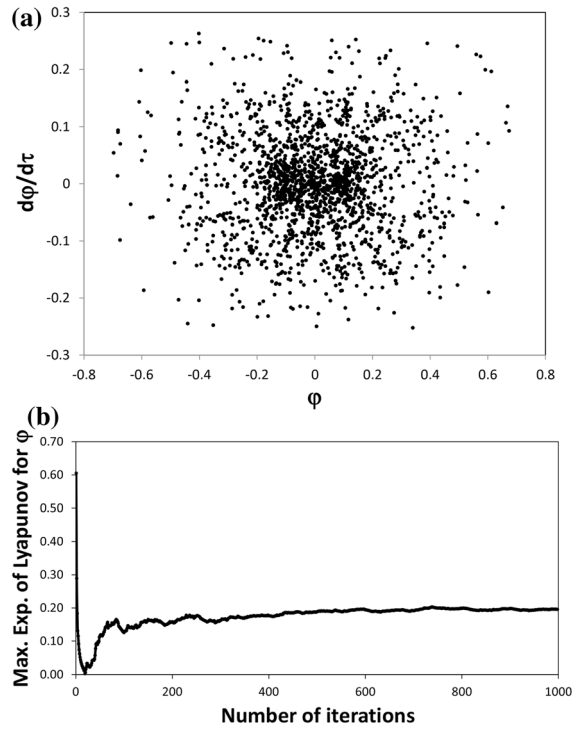 (a)
0.3
0.2
0.1
0
-0.1
-0.2
-0.3
dφ/dτ
-0.8 -0.6 -0.4 -0.2 0 0.2 0.4 0.6 0.8
φ
(b)
0.70
0.60
0.50
0.40
0.30
0.20
0.10
0.00
Max. Exp. of Lyapunov for φ
0 200 400 600 800 1000
Number of iterations